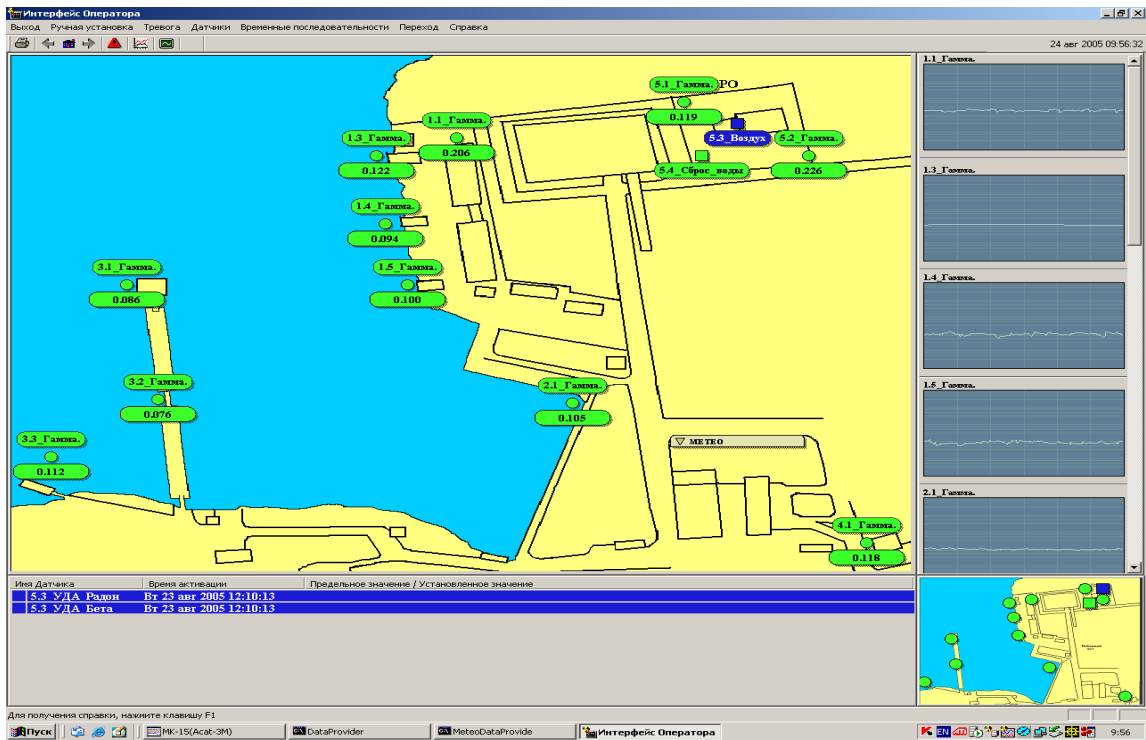 Интерфейс Оператора
Выход Ручная установка Тревога Датчики Временные последовательности Переход Справка
24 авг 2005 09:56:32
5.1_Гамма. РО
0.119
5.3_Воздух
5.2_Гамма.
0.226
5.4_Сброс_воды
1.1_Гамма.
0.206
1.3_Гамма.
0.122
1.4_Гамма.
0.094
1.5_Гамма.
0.100
3.1_Гамма.
0.086
3.2_Гамма.
0.076
3.3_Гамма.
0.112
2.1_Гамма.
0.105
МЕТЕО
4.1_Гамма.
0.118
1.1_Гамма.
1.3_Гамма.
1.4_Гамма.
1.5_Гамма.
2.1_Гамма.
Имя Датчика Время активации Предельное значение / Установленное значение
5.3 УДА Радон Вт 23 авг 2005 12:10:13
5.3 УДА Бета Вт 23 авг 2005 12:10:13
Для получения справки, нажмите клавишу F1
Пуск МК-15(Acat-3M) DataProvider MeteoDataProvide Интерфейс Оператора EN 9:56